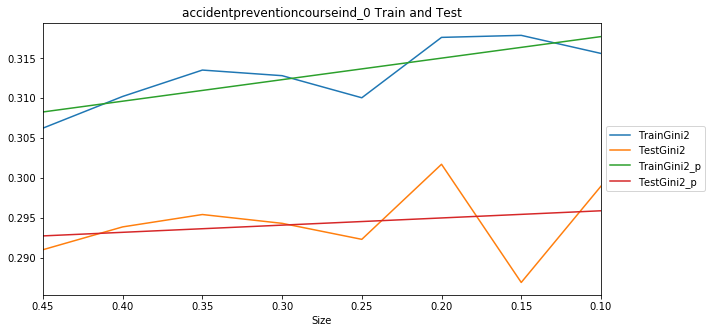 accidentpreventioncourseind_0 Train and Test
0.315
0.310
0.305
0.300
0.295
0.290
0.45 0.40 0.35 0.30 0.25 0.20 0.15 0.10
Size
TrainGini2
TestGini2
TrainGini2_p
TestGini2_p